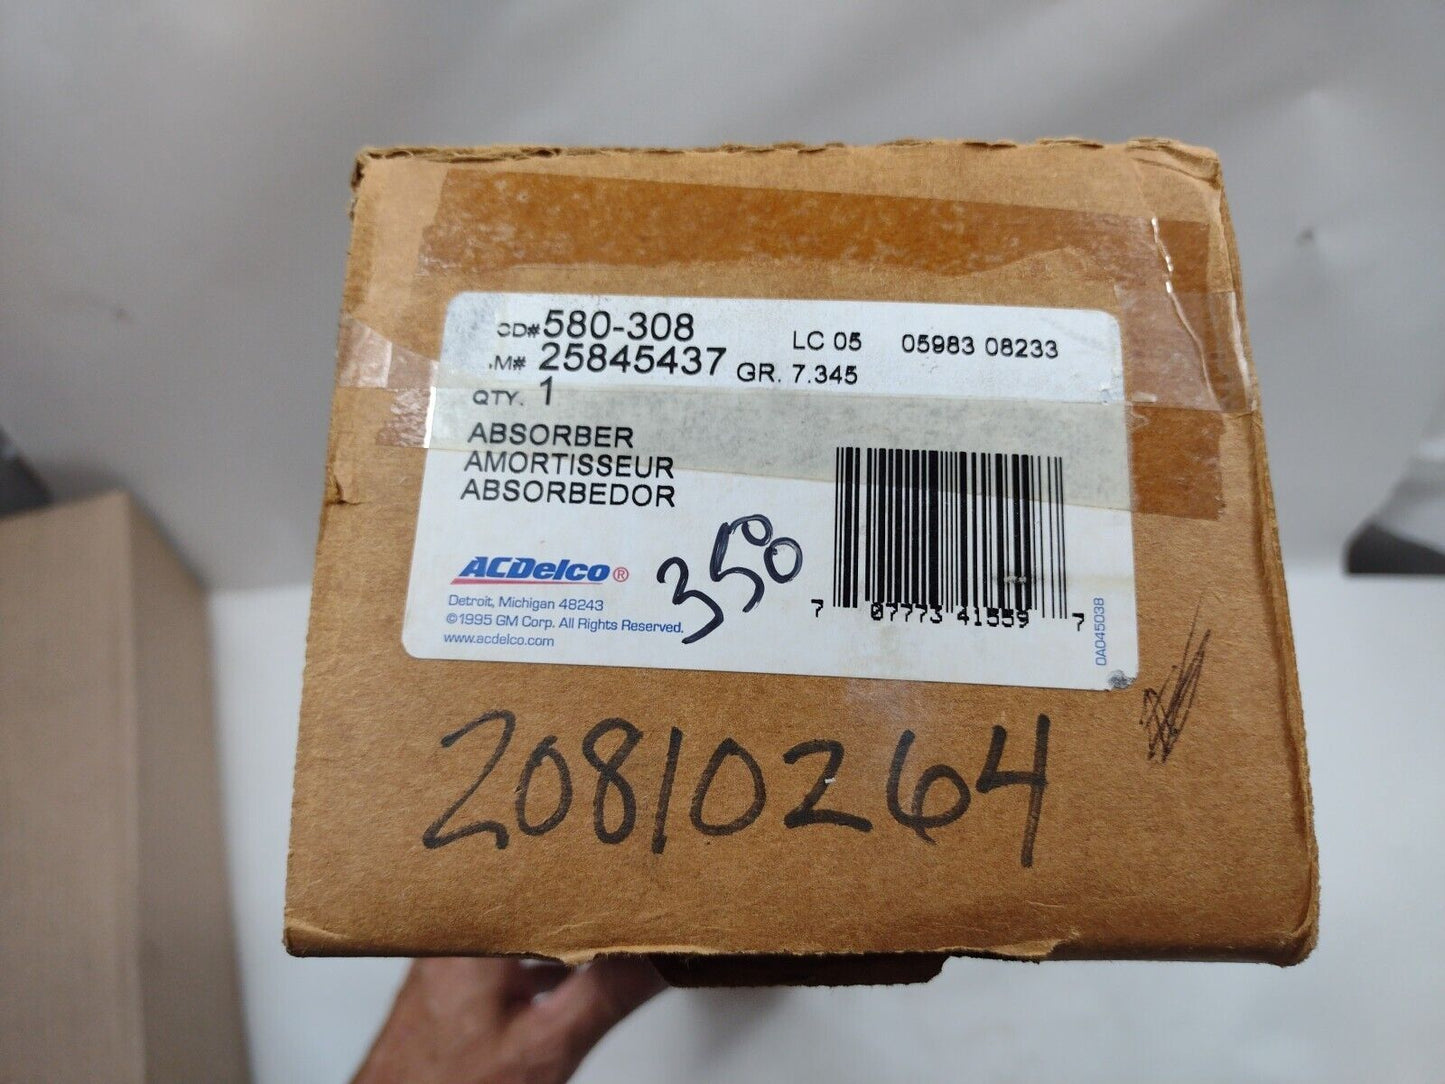 CD# 580-308
LC 05 05983 08233
.M# 25845437 GR. 7.345
QTY. 1
ABSORBER
AMORTISSEUR
ABSORBEDOR
350
ACDelco®
Detroit, Michigan 48243
©1995 GM Corp. All Rights Reserved.
www.acdelco.com
7 07773 41559 7
0A045038
20810264